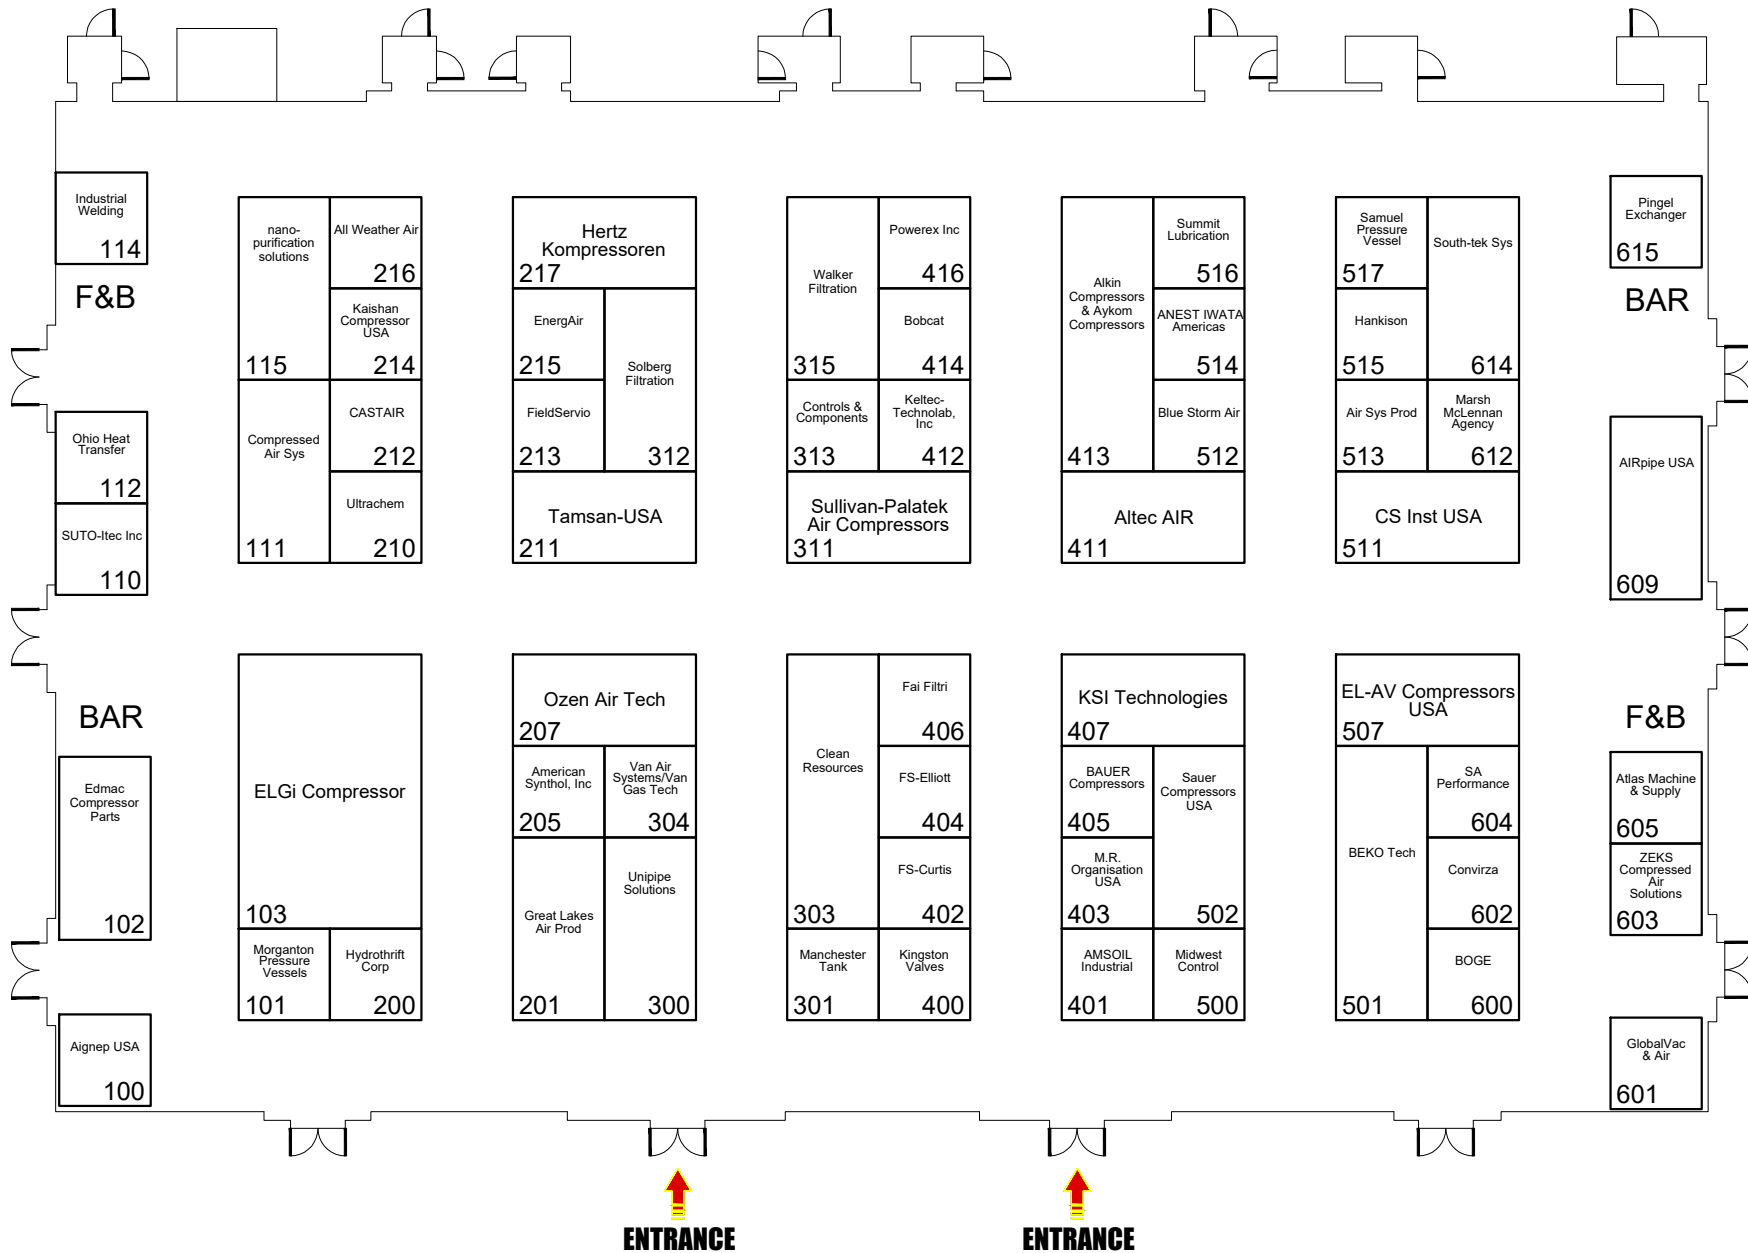 Industrial
Welding
114
F&B
Ohio Heat
Transfer
112
SUTO-Itec Inc
110
BAR
Edmac
Compressor
Parts
102
Aignep USA
100
nano-
purification
solutions
115
All Weather Air
216
Kaishan
Compressor
USA
214
Compressed
Air Sys
111
CASTAIR
212
Ultrachem
210
ELGi Compressor
103
Morganton
Pressure
Vessels
101
Hydrothrift
Corp
200
Hertz
Kompressoren
217
EnergAir
215
Solberg
Filtration
312
FieldServio
213
Tamsan-USA
211
Ozen Air Tech
207
American
Synthol, Inc
205
Van Air
Systems/Van
Gas Tech
304
Great Lakes
Air Prod
201
Unipipe
Solutions
300
Walker
Filtration
315
Powerex Inc
416
Bobcat
414
Controls &
Components
313
Keltec-
Technolab,
Inc
412
Sullivan-Palatek
Air Compressors
311
Clean
Resources
303
Fai Filtri
406
FS-Elliott
404
FS-Curtis
402
Manchester
Tank
301
Kingston
Valves
400
Alkin
Compressors
& Aykom
Compressors
413
Summit
Lubrication
516
ANEST IWATA
Americas
514
Blue Storm Air
512
Altec AIR
411
KSI Technologies
407
BAUER
Compressors
405
Sauer
Compressors
USA
502
M.R.
Organisation
USA
403
AMSOIL
Industrial
401
Midwest
Control
500
Samuel
Pressure
Vessel
517
South-tek Sys
614
Hankison
515
Air Sys Prod
513
Marsh
McLennan
Agency
612
CS Inst USA
511
EL-AV Compressors
USA
507
BEKO Tech
501
SA
Performance
604
Convirza
602
BOGE
600
Pingel
Exchanger
615
BAR
AIRpipe USA
609
F&B
Atlas Machine
& Supply
605
ZEKS
Compressed
Air
Solutions
603
GlobalVac
& Air
601
ENTRANCE
ENTRANCE